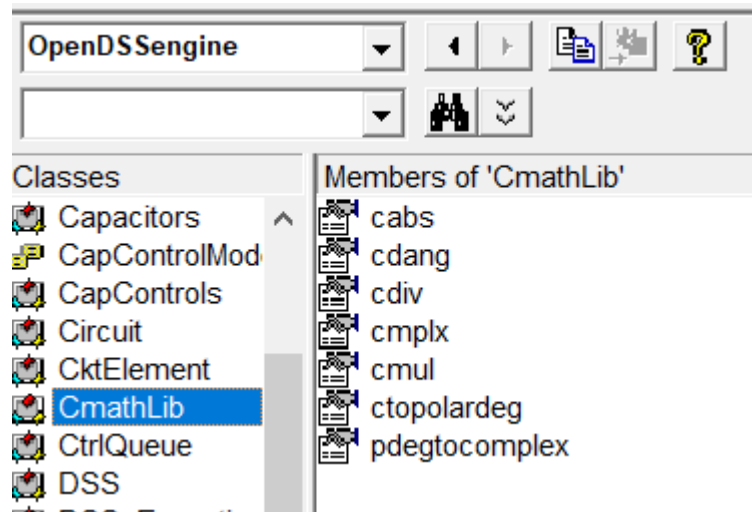 OpenDSSengine
Classes
Members of 'CmathLib'
Capacitors
CapControlMod
CapControls
Circuit
CktElement
CmathLib
CtrlQueue
DSS
cabs
cdang
cdiv
cmplx
cmul
ctopolardeg
pdegtocomplex